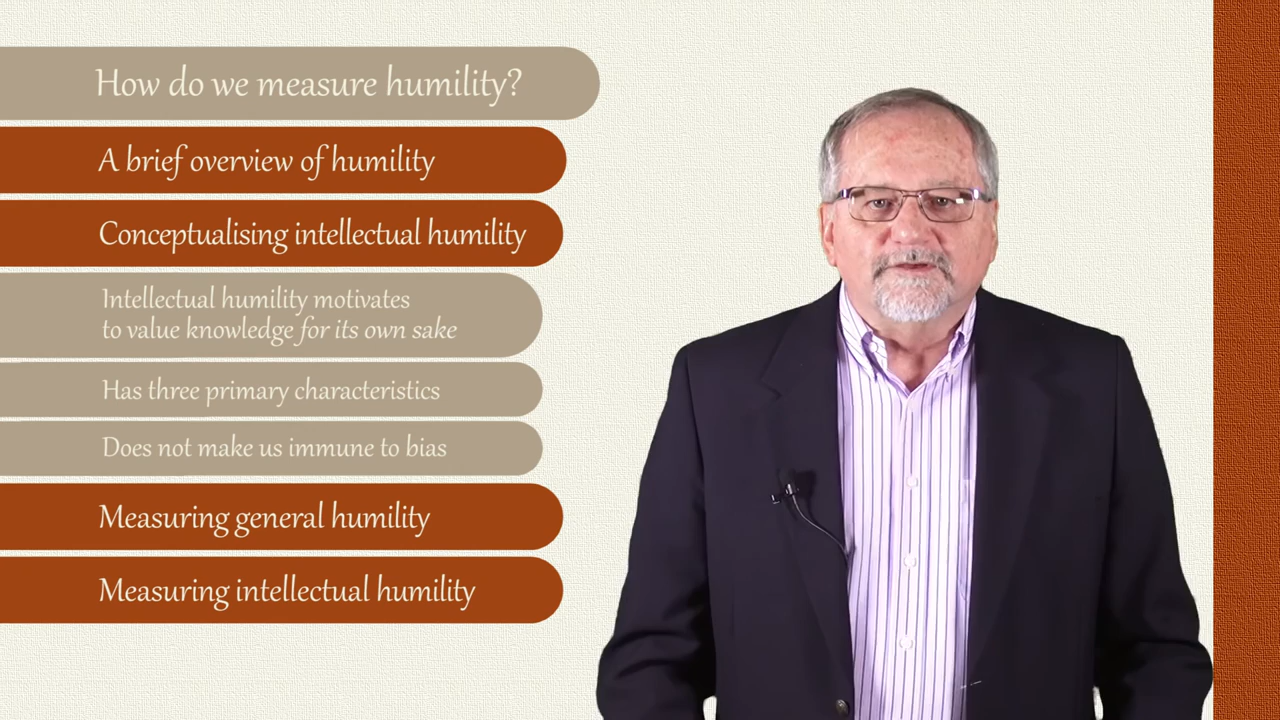 How do we measure humility?
A brief overview of humility
Conceptualising intellectual humility
Intellectual humility motivates
to value knowledge for its own sake
Has three primary characteristics
Does not make us immune to bias
Measuring general humility
Measuring intellectual humility